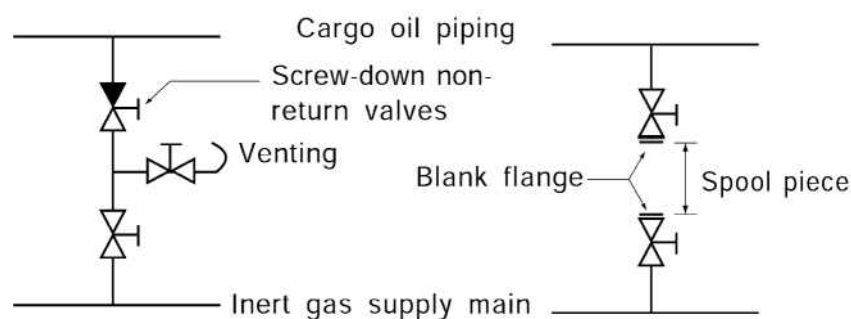 Cargo oil piping
Screw-down non-
return valves
Venting
Blank flange
Spool piece
Inert gas supply main